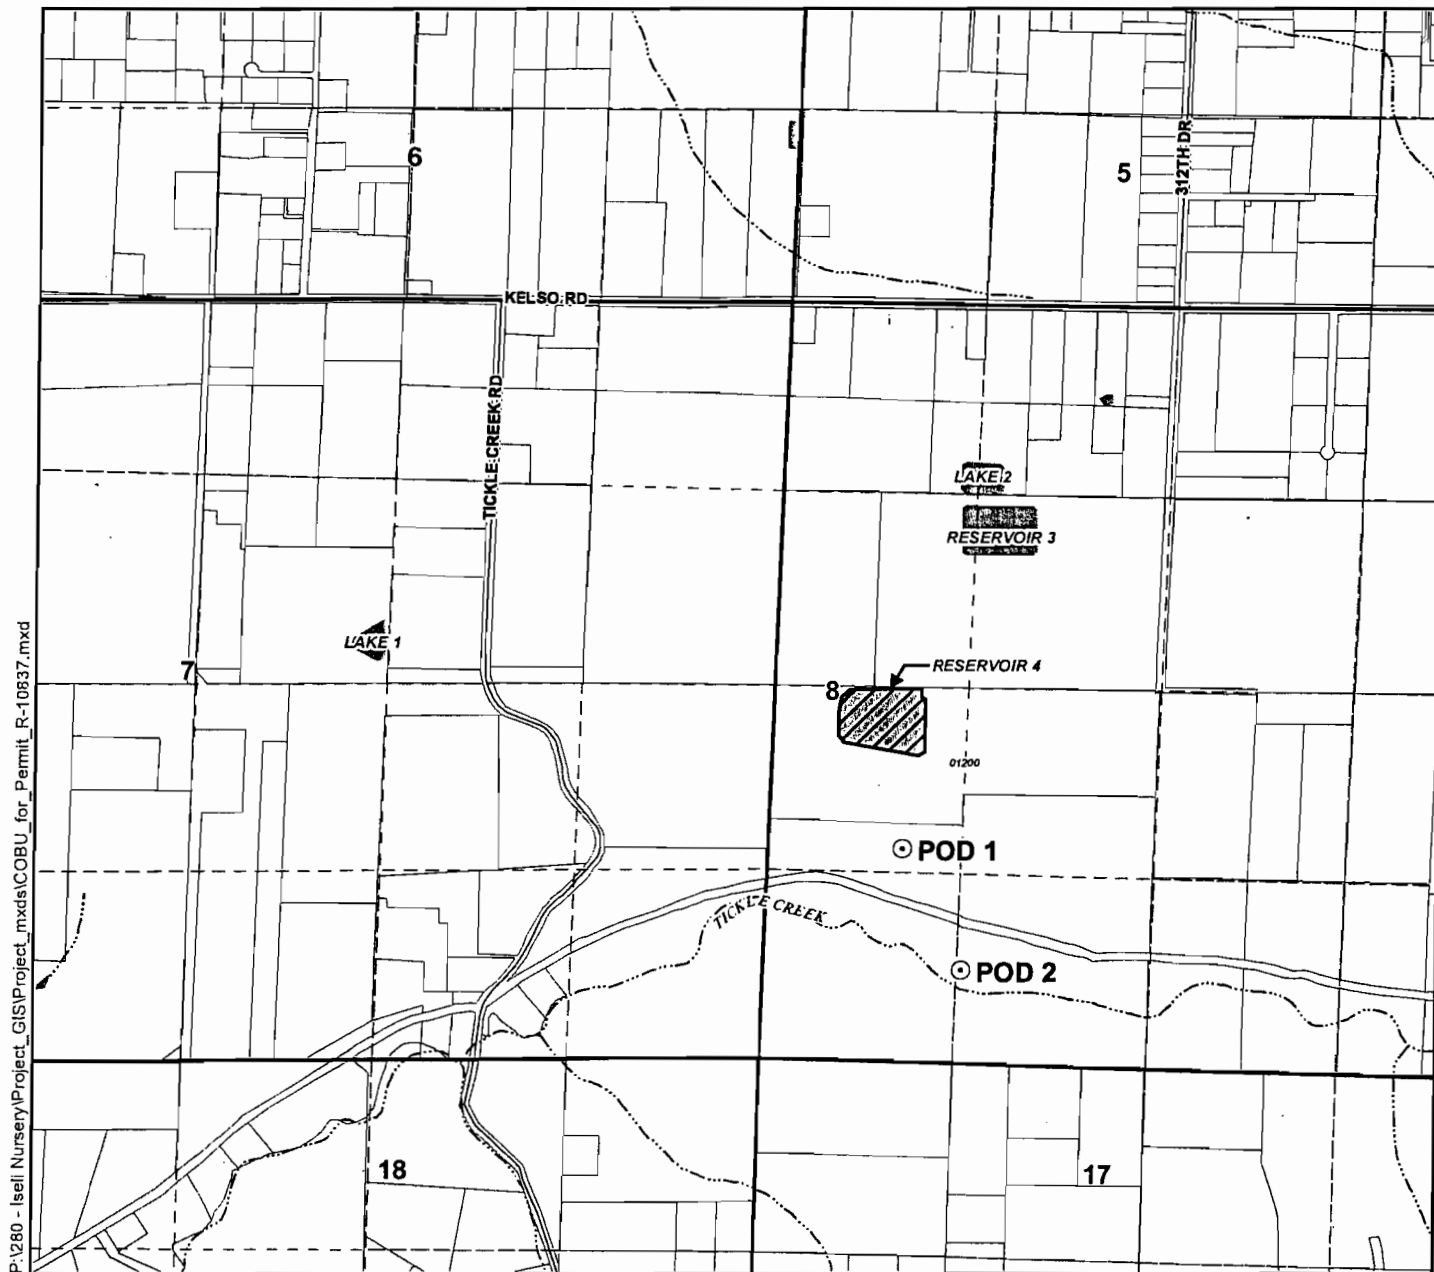 6
5
312TH DR
KELSO RD
TICKLE CREEK RD
LAKE 2
RESERVOIR 3
LAKE 1
7
RESERVOIR 4
8
01200
POD 1
TICKLE CREEK
POD 2
18
17
P:\280 - Iseli Nursery\Project_GIS\Project_mxds\COBU_for_Permit_R-10837.mxd